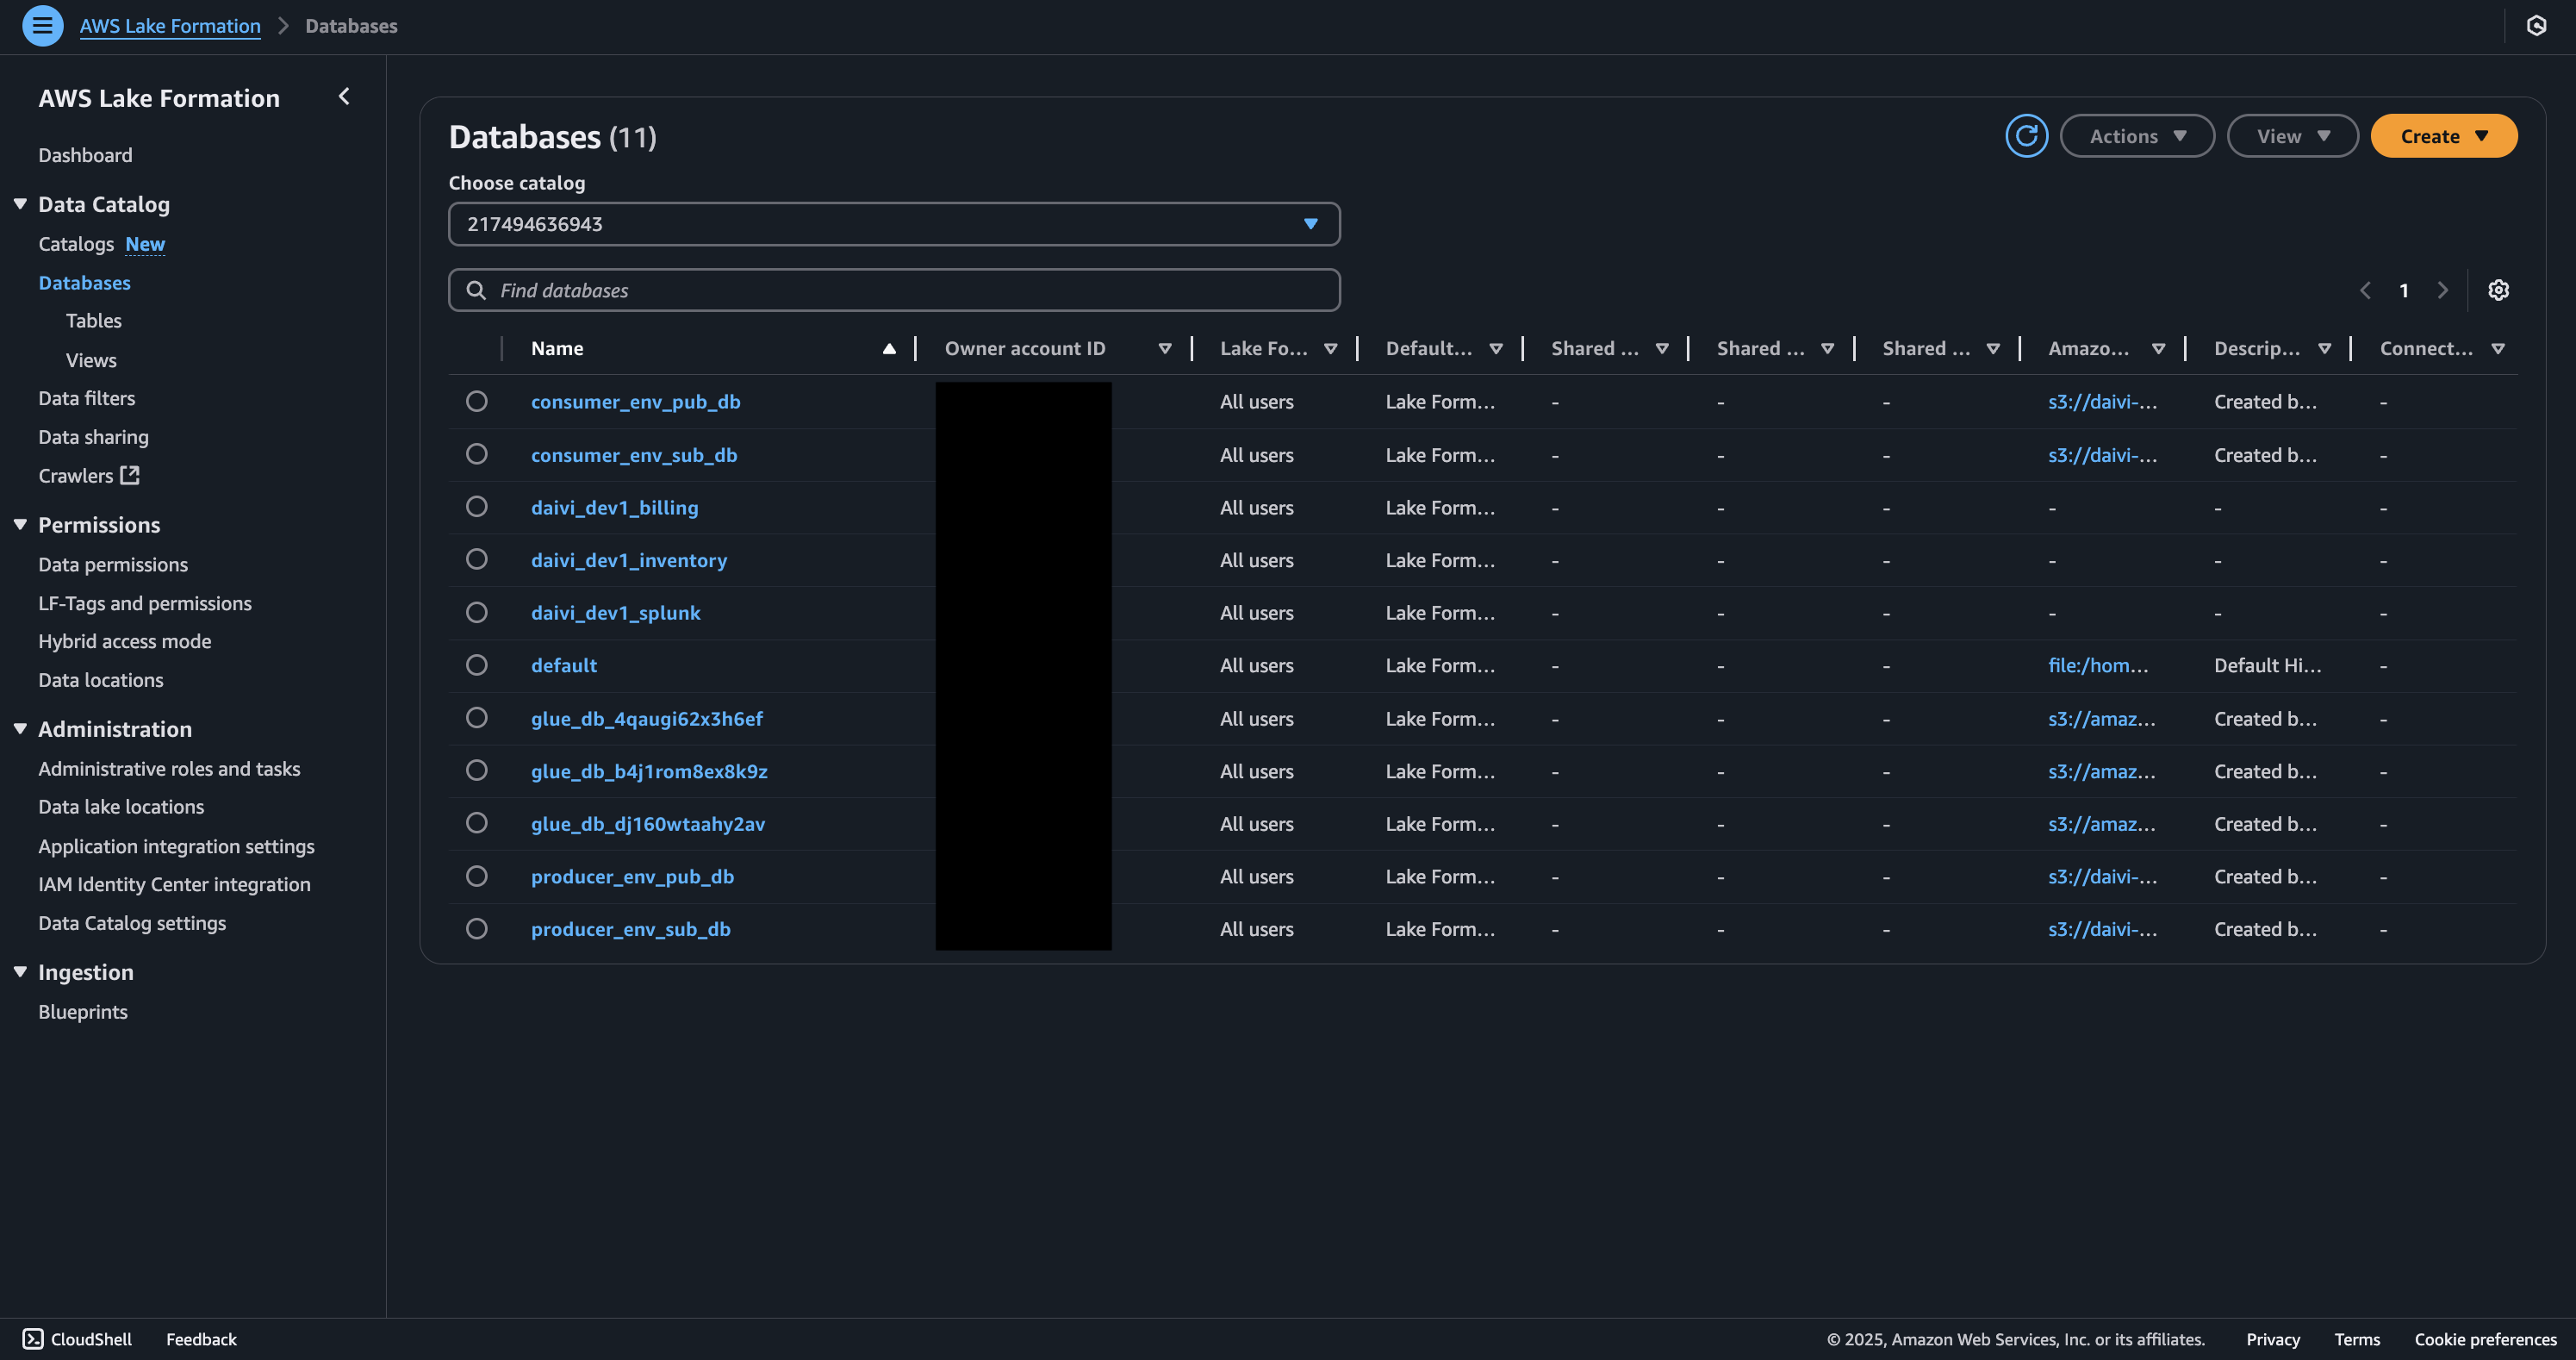 AWS Lake Formation > Databases
AWS Lake Formation
Dashboard
Data Catalog
Catalogs New
Databases
Tables
Views
Data filters
Data sharing
Crawlers
Permissions
Data permissions
LF-Tags and permissions
Hybrid access mode
Data locations
Administration
Administrative roles and tasks
Data lake locations
Application integration settings
IAM Identity Center integration
Data Catalog settings
Ingestion
Blueprints
Databases (11)
Actions View Create
Choose catalog
217494636943
Find databases
1
Name Owner account ID Lake Fo... Default... Shared ... Shared ... Shared ... Amazo... Descrip... Connect...
consumer_env_pub_db All users Lake Form... - - - s3://daivi-... Created b... -
consumer_env_sub_db All users Lake Form... - - - s3://daivi-... Created b... -
daivi_dev1_billing All users Lake Form... - - - - - -
daivi_dev1_inventory All users Lake Form... - - - - - -
daivi_dev1_splunk All users Lake Form... - - - - - -
default All users Lake Form... - - - file:/hom... Default Hi... -
glue_db_4qaugi62x3h6ef All users Lake Form... - - - s3://amaz... Created b... -
glue_db_b4j1rom8ex8k9z All users Lake Form... - - - s3://amaz... Created b... -
glue_db_dj160wtaahy2av All users Lake Form... - - - s3://amaz... Created b... -
producer_env_pub_db All users Lake Form... - - - s3://daivi-... Created b... -
producer_env_sub_db All users Lake Form... - - - s3://daivi-... Created b... -
CloudShell Feedback © 2025, Amazon Web Services, Inc. or its affiliates. Privacy Terms Cookie preferences